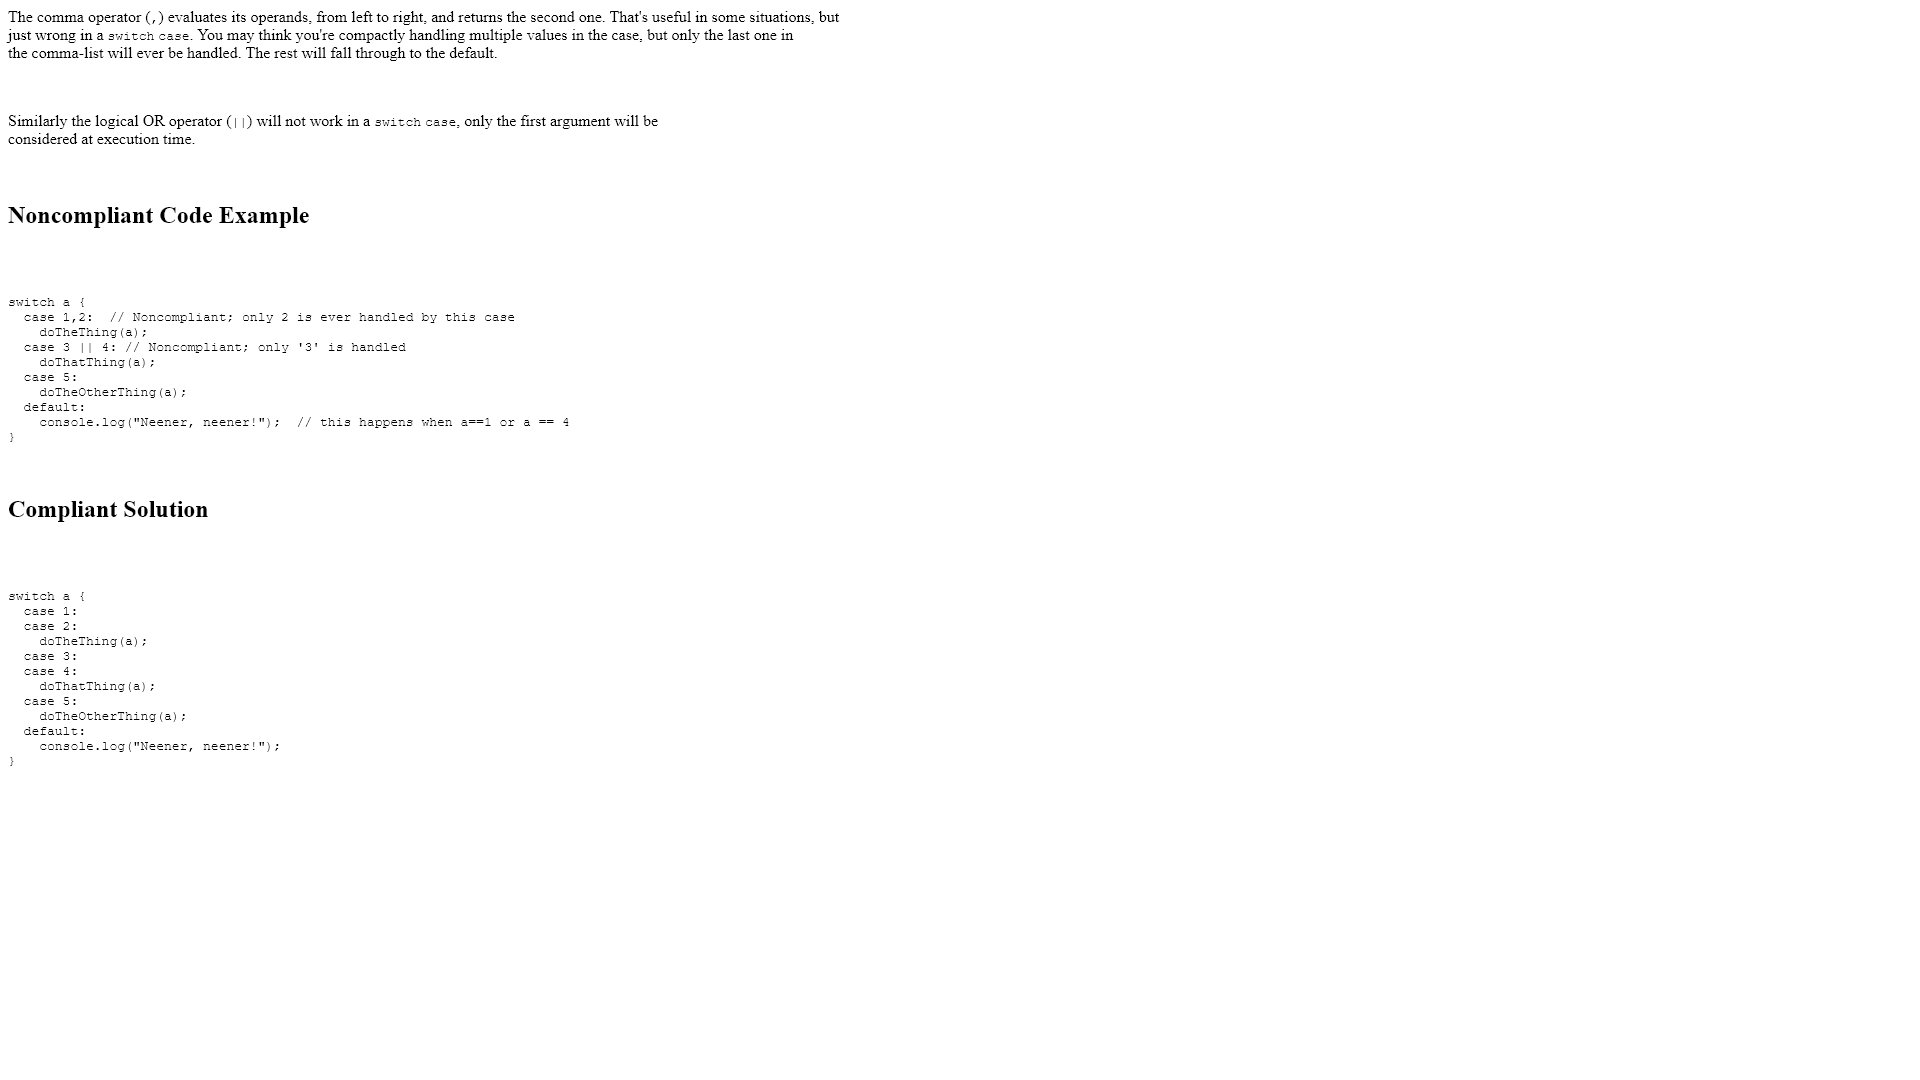 The comma operator (,) evaluates its operands, from left to right, and returns the second one. That's useful in some situations, but
just wrong in a switch case. You may think you're compactly handling multiple values in the case, but only the last one in
the comma-list will ever be handled. The rest will fall through to the default.
Similarly the logical OR operator (||) will not work in a switch case, only the first argument will be
considered at execution time.
Noncompliant Code Example
switch a {
  case 1,2:  // Noncompliant; only 2 is ever handled by this case
    doTheThing(a);
  case 3 || 4: // Noncompliant; only '3' is handled
    doThatThing(a);
  case 5:
    doTheOtherThing(a);
  default:
    console.log("Neener, neener!");  // this happens when a==1 or a == 4
}
Compliant Solution
switch a {
  case 1:
  case 2:
    doTheThing(a);
  case 3:
  case 4:
    doThatThing(a);
  case 5:
    doTheOtherThing(a);
  default:
    console.log("Neener, neener!");
}